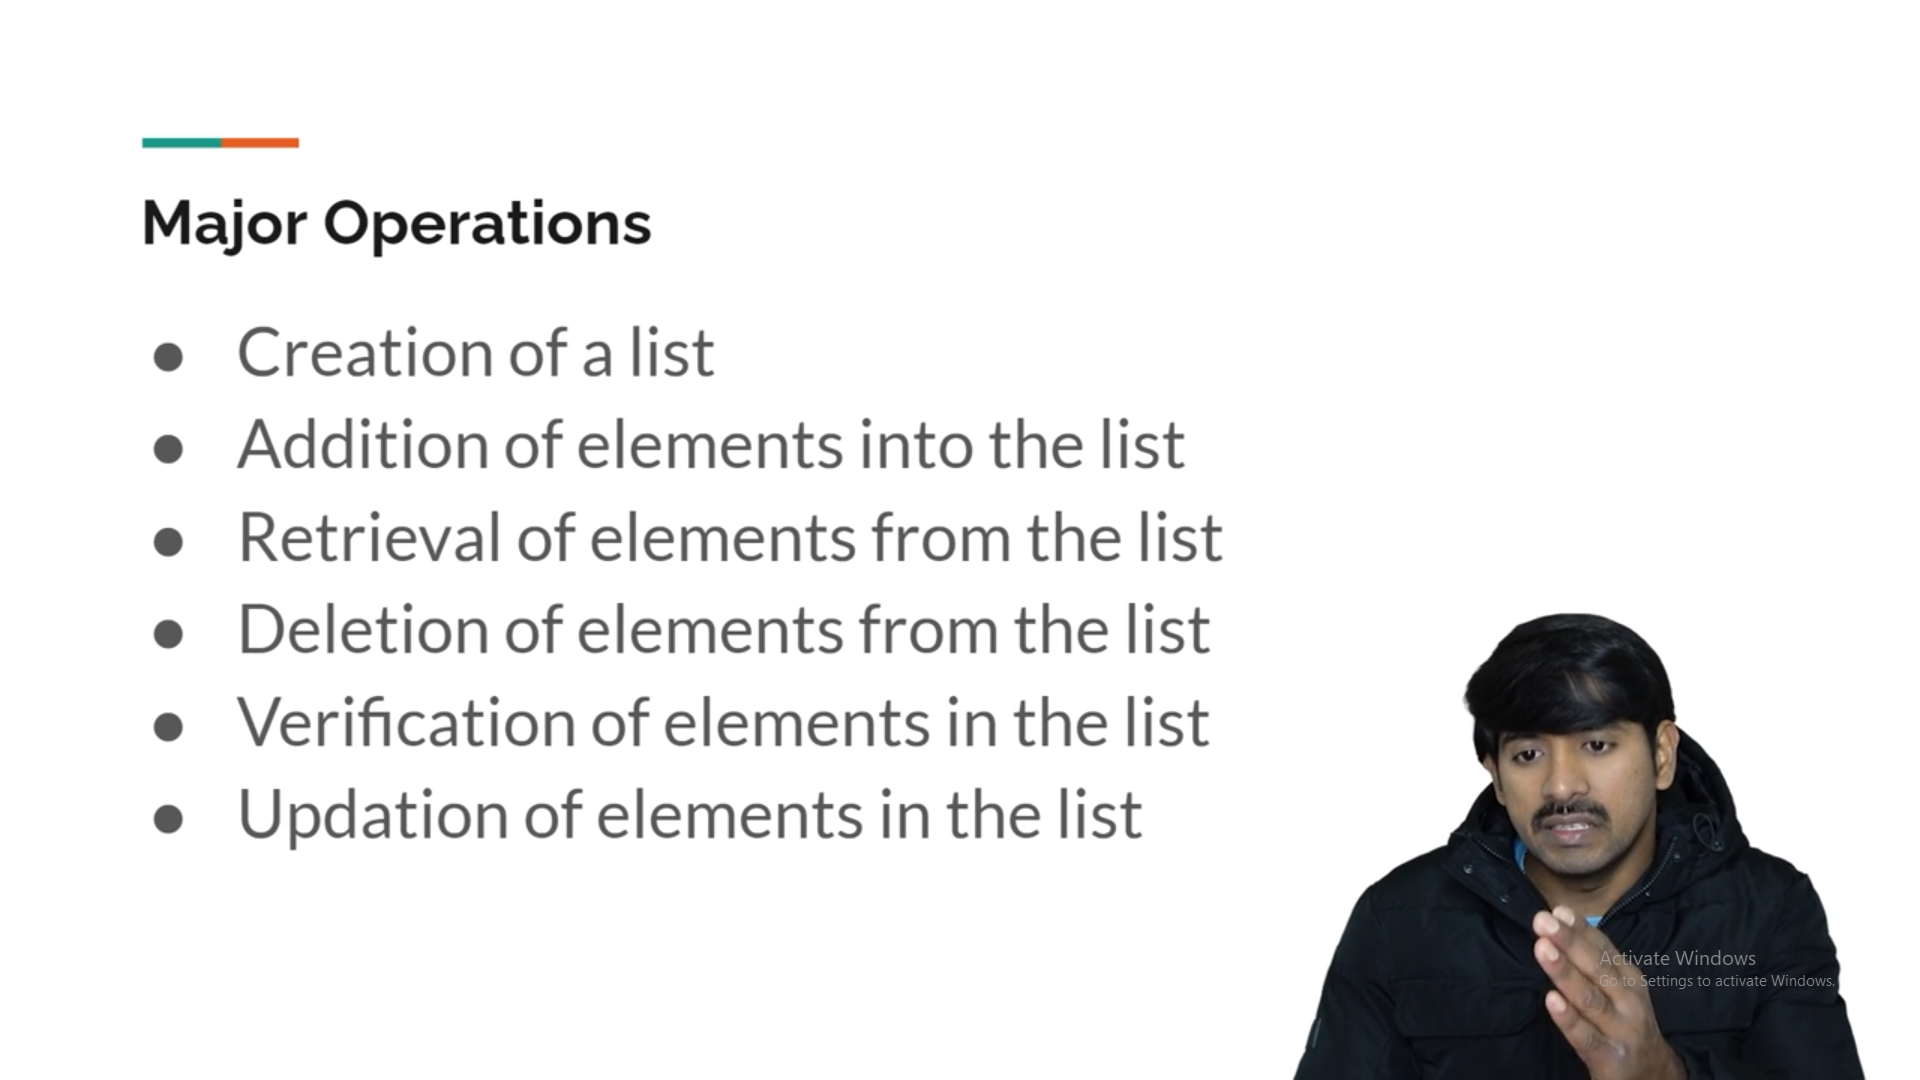 Major Operations
● Creation of a list
● Addition of elements into the list
● Retrieval of elements from the list
● Deletion of elements from the list
● Verification of elements in the list
● Updation of elements in the list
Activate Windows
Go to Settings to activate Windows.